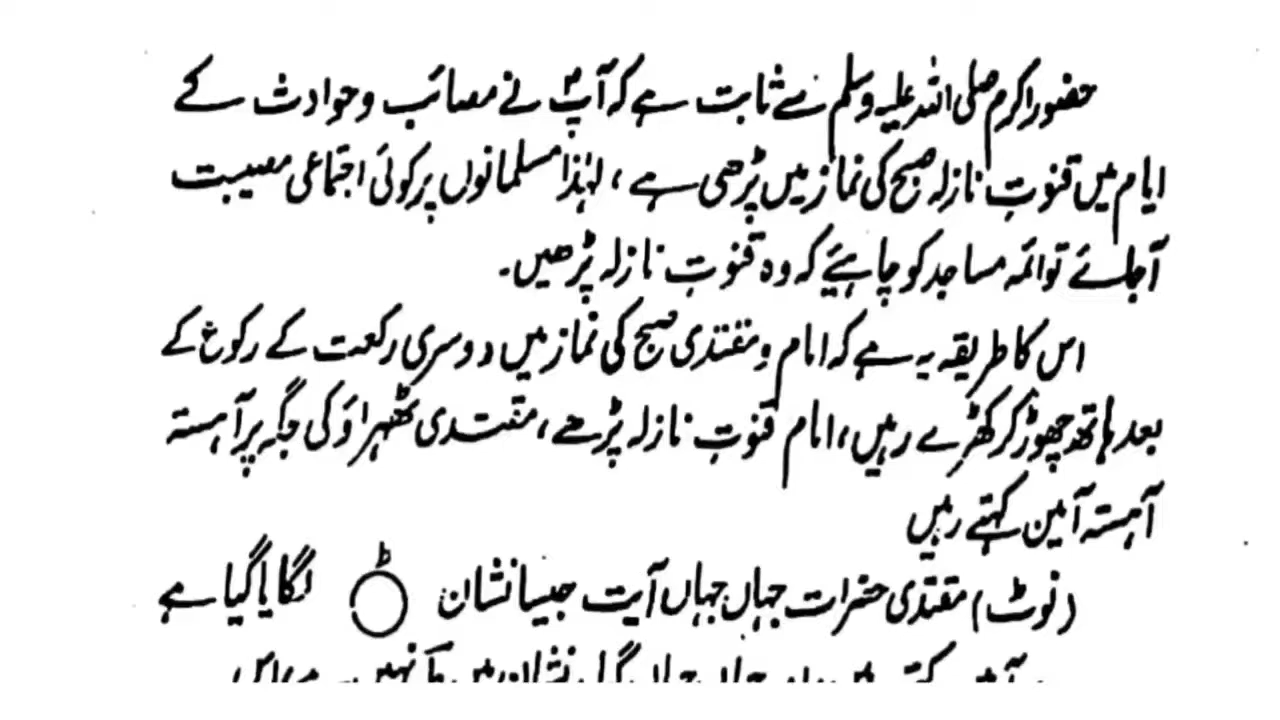 حضور اکرم صلی اللہ علیہ وسلم سے ثابت ہے کہ آپؐ نے مصائب و حوادث کے
ایام میں قنوتِ نازلہ صبح کی نماز میں پڑھی ہے، لہٰذا مسلمانوں پر کوئی اجتماعی مصیبت
آجائے تو ائمہ مساجد کو چاہیئے کہ وہ قنوتِ نازلہ پڑھیں۔
اس کا طریقہ یہ ہے کہ امام و مقتدی صبح کی نماز میں دوسری رکعت کے رکوع کے
بعد ہاتھ چھوڑ کر کھڑے رہیں، امام قنوتِ نازلہ پڑھے، مقتدی ٹھہراؤ کی جگہ پر آہستہ
آہستہ آمین کہتے رہیں
(نوٹ) مقتدی حضرات جہاں جہاں آیت جیسا نشان ۝ لگایا گیا ہے